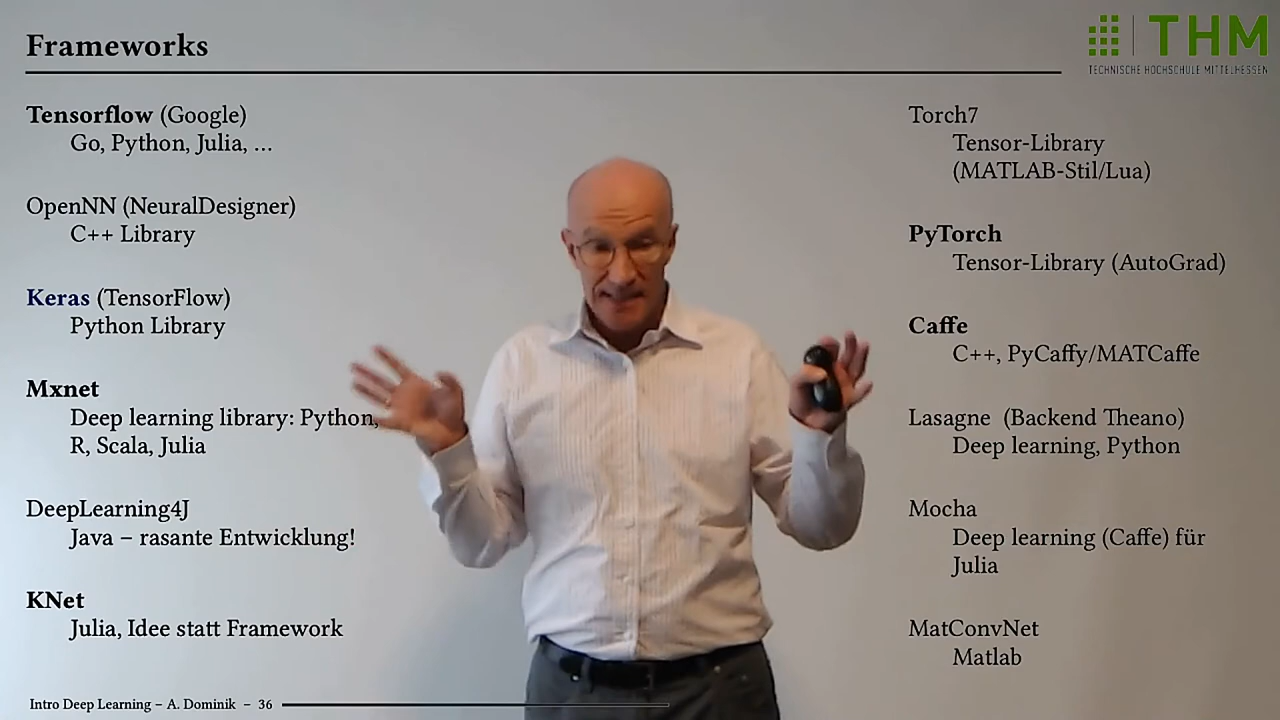 Frameworks
THM
TECHNISCHE HOCHSCHULE MITTELHESSEN
Tensorflow (Google)
Go, Python, Julia, ...
OpenNN (NeuralDesigner)
C++ Library
Keras (TensorFlow)
Python Library
Mxnet
Deep learning library: Python,
R, Scala, Julia
DeepLearning4J
Java – rasante Entwicklung!
KNet
Julia, Idee statt Framework
Torch7
Tensor-Library
(MATLAB-Stil/Lua)
PyTorch
Tensor-Library (AutoGrad)
Caffe
C++, PyCaffy/MATCaffe
Lasagne (Backend Theano)
Deep learning, Python
Mocha
Deep learning (Caffe) für
Julia
MatConvNet
Matlab
Intro Deep Learning – A. Dominik – 36